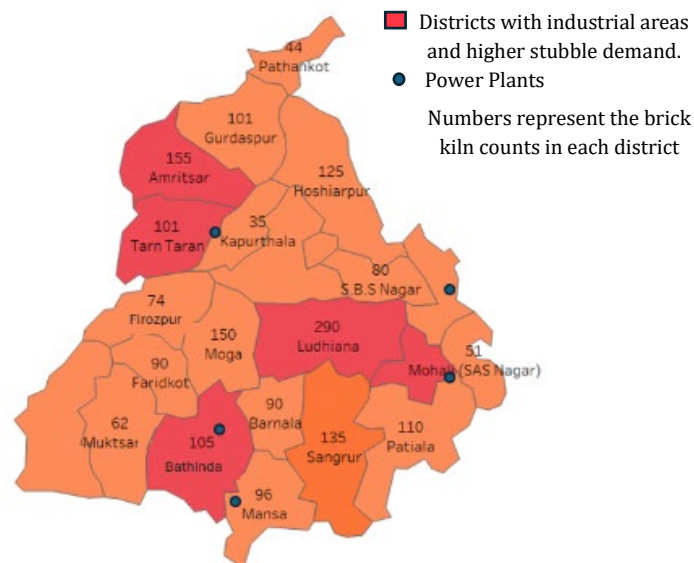 Districts with industrial areas
and higher stubble demand.
Power Plants
Numbers represent the brick
kiln counts in each district
44
Pathankot
101
Gurdaspur
155
Amritsar
125
Hoshiarpur
101
Tarn Taran
35
Kapurthala
80
S.B.S Nagar
74
Firozpur
150
Moga
290
Ludhiana
51
Mohali (SAS Nagar)
90
Faridkot
62
Muktsar
105
Bathinda
90
Barnala
135
Sangrur
110
Patiala
96
Mansa